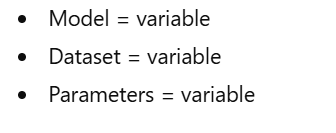 • Model = variable
• Dataset = variable
• Parameters = variable